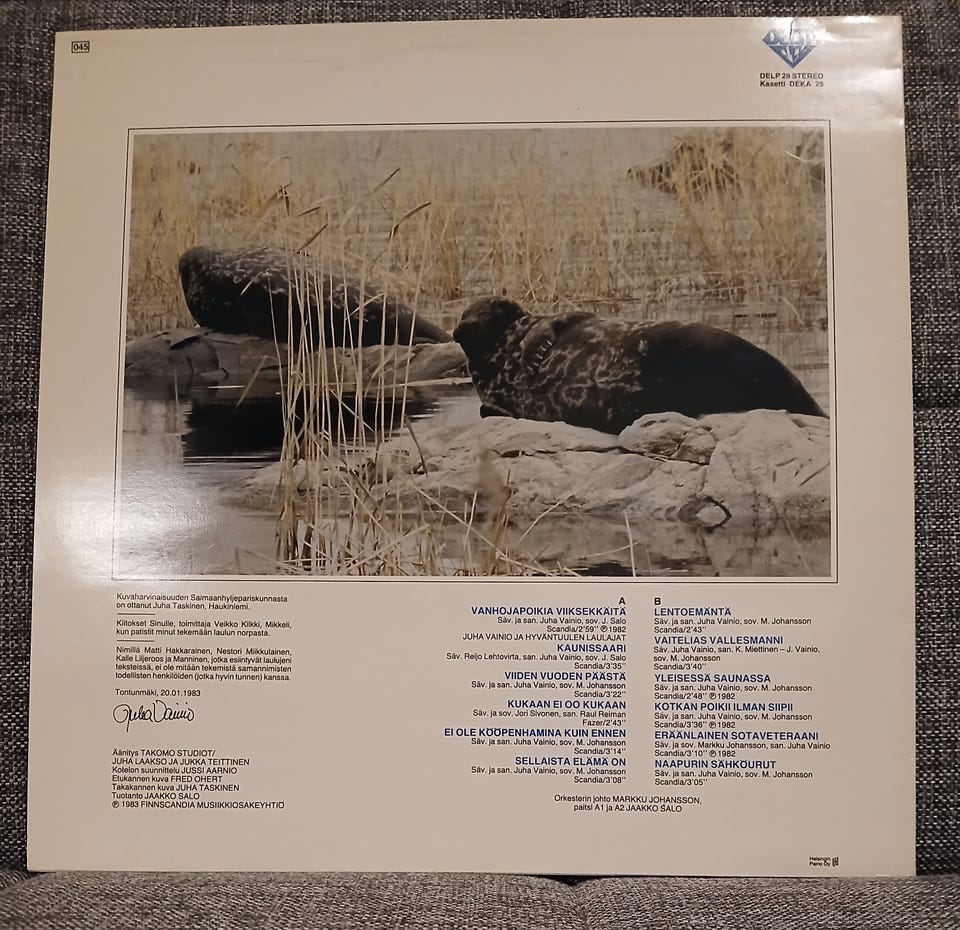 045
DELTA
DELP 28 STEREO
Kasetti DEKA 28
Kuvaharvinaisuuden Saimaanhyljepariskunnasta
on ottanut Juha Taskinen, Haukiniemi.
Kiitokset Sinulle, toimittaja Veikko Kilkki, Mikkeli,
kun patistit minut tekemään laulun norpasta.
Nimillä Matti Hakkarainen, Nestori Miikkulainen,
Kalle Liljeroos ja Manninen, jotka esiintyvät laulujeni
teksteissä, ei ole mitään tekemistä samannimisten
todellisten henkilöiden (jotka hyvin tunnen) kanssa.
Tontunmäki, 20.01.1983
Juha Vainio
Äänitys TAKOMO STUDIOT/
JUHA LAAKSO JA JUKKA TEITTINEN
Kotelon suunnittelu JUSSI AARNIO
Etukannen kuva FRED OHERT
Takakannen kuva JUHA TASKINEN
Tuotanto JAAKKO SALO
℗ 1983 FINNSCANDIA MUSIIKKIOSAKEYHTIÖ
A
VANHOJAPOIKIA VIIKSEKKÄITÄ
Säv. ja san. Juha Vainio, sov. J. Salo
Scandia/2'59'' ℗ 1982
JUHA VAINIO JA HYVÄNTUULEN LAULAJAT
KAUNISSAARI
Säv. Reijo Lehtovirta, san. Juha Vainio, sov. J. Salo
Scandia/3'35''
VIIDEN VUODEN PÄÄSTÄ
Säv. ja san. Juha Vainio, sov. M. Johansson
Scandia/3'22''
KUKAAN EI OO KUKAAN
Säv. ja sov. Jori Sivonen, san. Raul Reiman
Fazer/2'43''
EI OLE KÖÖPENHAMINA KUIN ENNEN
Säv. ja san. Juha Vainio, sov. M. Johansson
Scandia/3'14''
SELLAISTA ELÄMÄ ON
Säv. ja san. Juha Vainio, sov. M. Johansson
Scandia/3'08''
B
LENTOEMÄNTÄ
Säv. ja san. Juha Vainio, sov. M. Johansson
Scandia/2'43''
VAITELIAS VALLESMANNI
Säv. Juha Vainio, san. K. Miettinen – J. Vainio,
sov. M. Johansson
Scandia/3'40''
YLEISESSÄ SAUNASSA
Säv. ja san. Juha Vainio, sov. M. Johansson
Scandia/2'48'' ℗ 1982
KOTKAN POIKII ILMAN SIIPII
Säv. ja san. Juha Vainio, sov. M. Johansson
Scandia/3'36'' ℗ 1982
ERÄÄNLAINEN SOTAVETERAANI
Säv. ja sov. Markku Johansson, san. Juha Vainio
Scandia/3'10'' ℗ 1982
NAAPURIN SÄHKÖURUT
Säv. ja san. Juha Vainio, sov. M. Johansson
Scandia/3'05''
Orkesterin johto MARKKU JOHANSSON,
paitsi A1 ja A2 JAAKKO SALO
Helsingin
Paino Oy